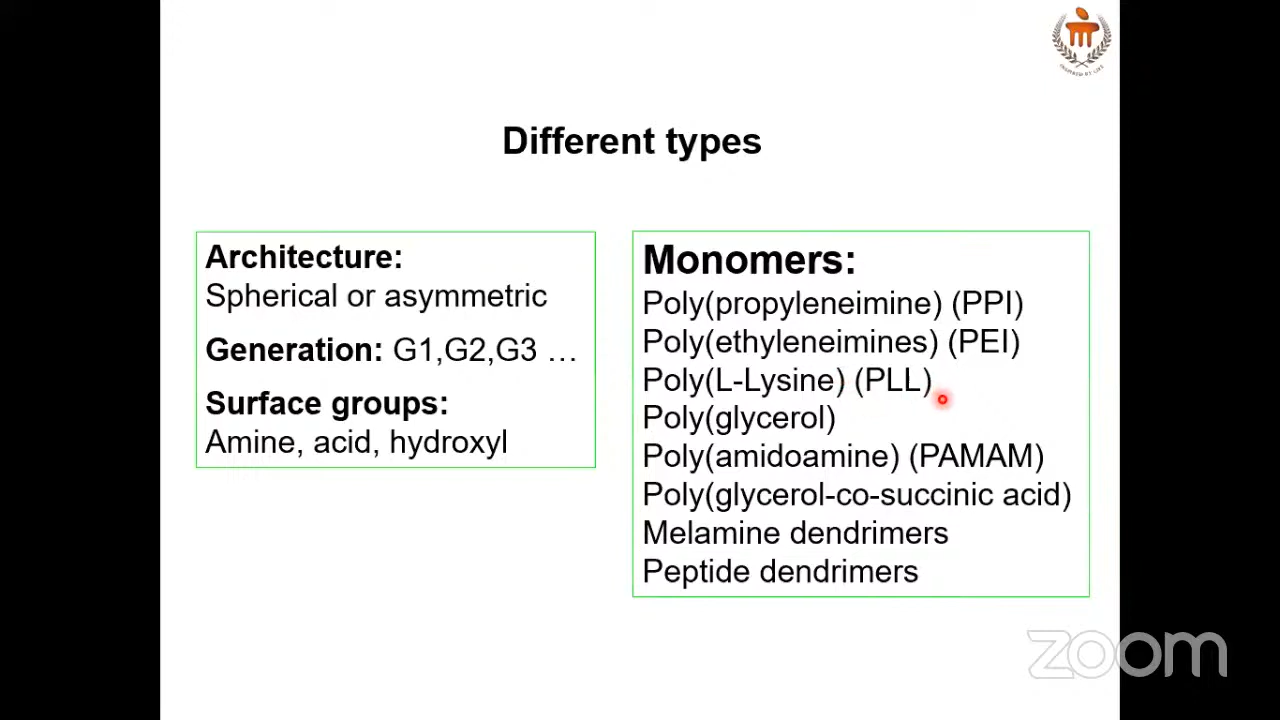 Different types
Architecture:
Spherical or asymmetric
Generation: G1,G2,G3 …
Surface groups:
Amine, acid, hydroxyl
Monomers:
Poly(propyleneimine) (PPI)
Poly(ethyleneimines) (PEI)
Poly(L-Lysine) (PLL)
Poly(glycerol)
Poly(amidoamine) (PAMAM)
Poly(glycerol-co-succinic acid)
Melamine dendrimers
Peptide dendrimers
zoom